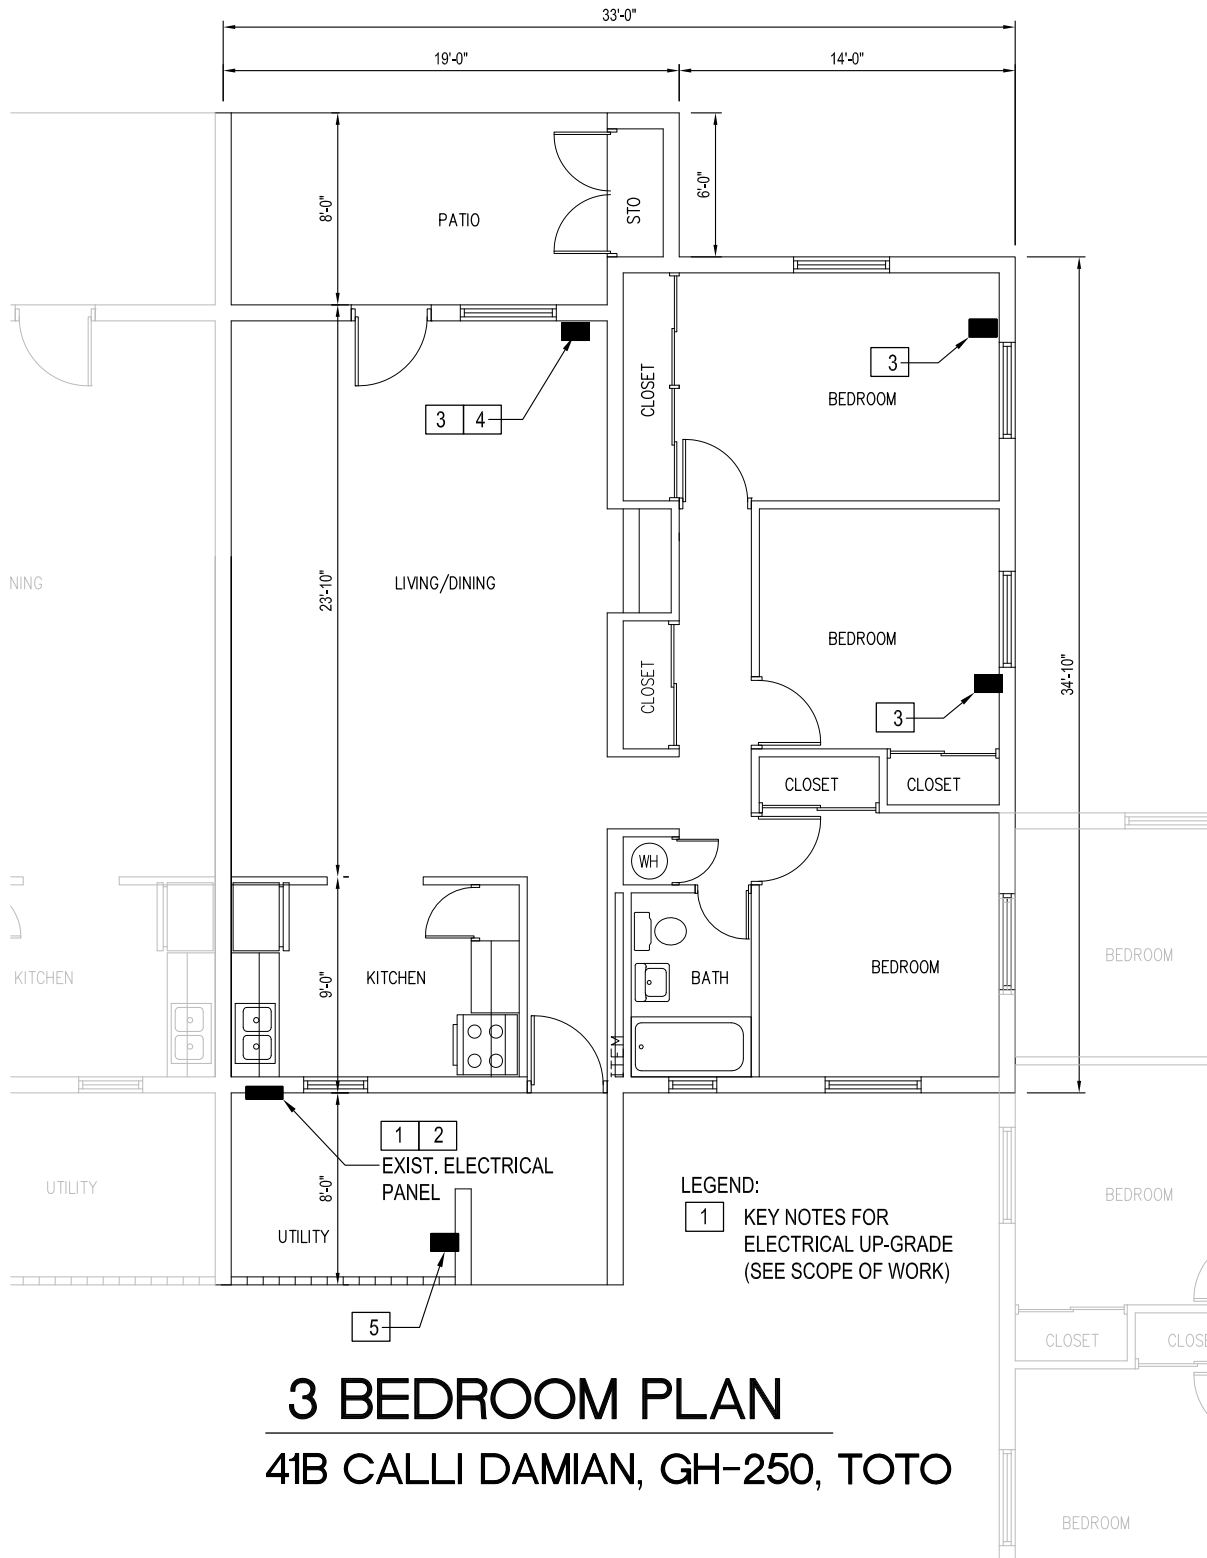 33'-0"
19'-0"
14'-0"
8'-0"
PATIO
STO
6'-0"
3
3 4
CLOSET
BEDROOM
NING
23'-10"
LIVING/DINING
BEDROOM
CLOSET
34'-10"
3
CLOSET
CLOSET
WH
KITCHEN
9'-0"
KITCHEN
BATH
BEDROOM
BEDROOM
ITEM
1 2
EXIST. ELECTRICAL
PANEL
8'-0"
UTILITY
UTILITY
LEGEND:
1 KEY NOTES FOR
ELECTRICAL UP-GRADE
(SEE SCOPE OF WORK)
BEDROOM
5
CLOSET
CLOSE
3 BEDROOM PLAN
41B CALLI DAMIAN, GH-250, TOTO
BEDROOM